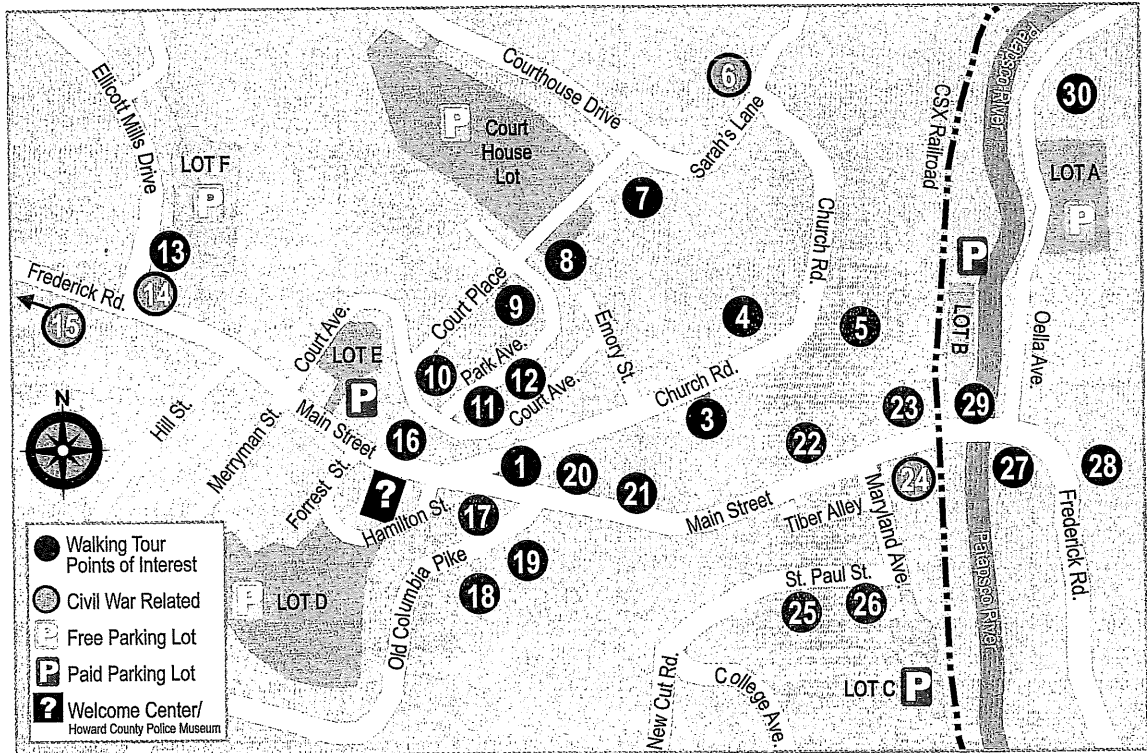 Ellicott Mills Drive
LOT F
P
13
14
Frederick Rd.
15
N
Hill St.
Merryman St.
Forrest St.
Court Ave.
LOT E
P
Main Street
16
?
Hamilton St.
17
Old Columbia Pike
18
19
P
LOT D
P
Court
House
Lot
Courthouse Drive
6
Sarah's Lane
7
8
Court Place
9
10
Park Ave.
11
12
Court Ave.
Emory St.
Church Rd.
4
5
Church Rd.
3
1
20
21
22
23
Main Street
Tiber Alley
Maryland Ave.
24
St. Paul St.
25
26
New Cut Rd.
College Ave.
LOT C
P
CSX Railroad
Patapsco River
30
LOT A
P
P
LOT B
Oella Ave.
29
27
28
Frederick Rd.
Patapsco River
Walking Tour
Points of Interest
Civil War Related
P Free Parking Lot
P Paid Parking Lot
? Welcome Center/
Howard County Police Museum